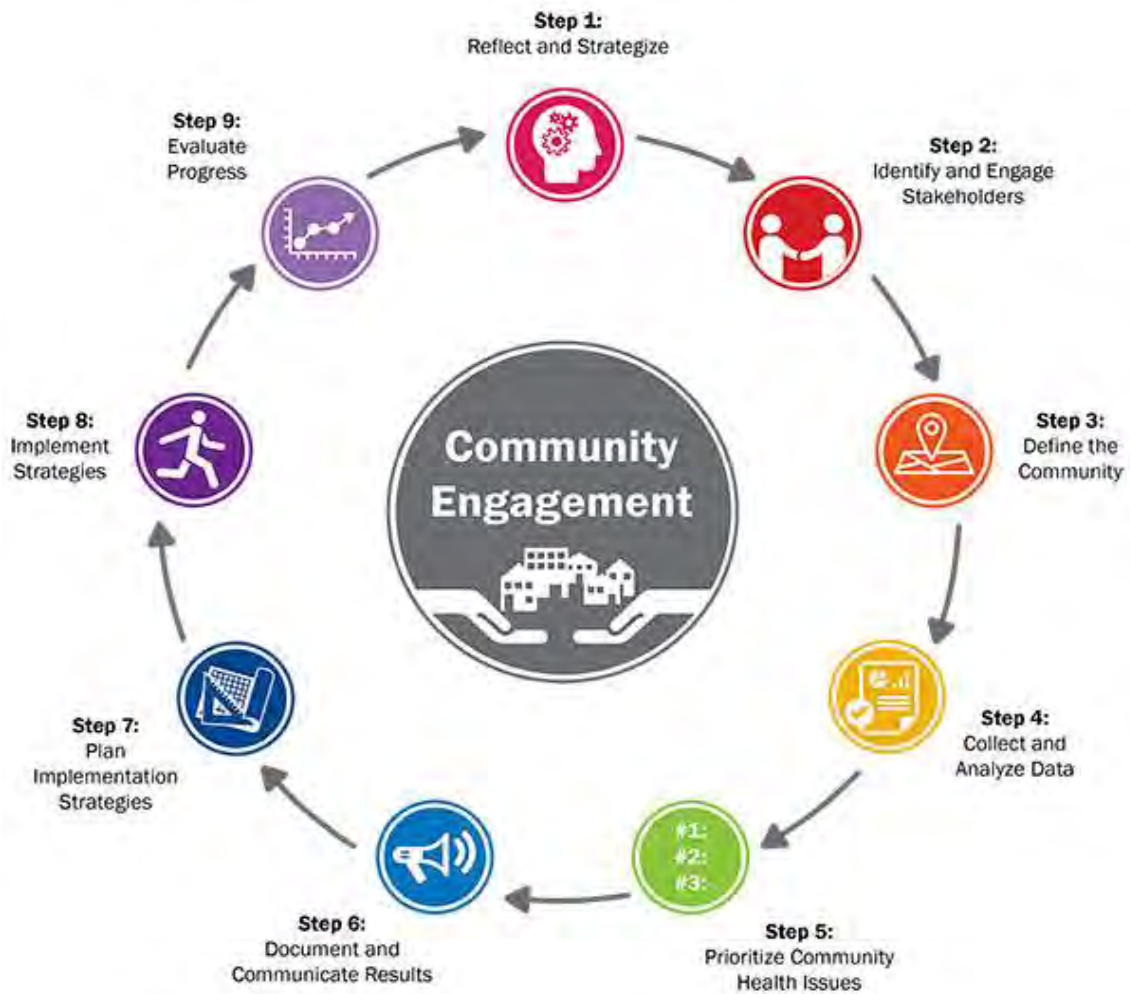 Step 1:
Reflect and Strategize
Step 2:
Identify and Engage
Stakeholders
Step 3:
Define the
Community
Step 4:
Collect and
Analyze Data
Step 5:
Prioritize Community
Health Issues
#1:
#2:
#3:
Step 6:
Document and
Communicate Results
Step 7:
Plan
Implementation
Strategies
Step 8:
Implement
Strategies
Step 9:
Evaluate
Progress
Community
Engagement